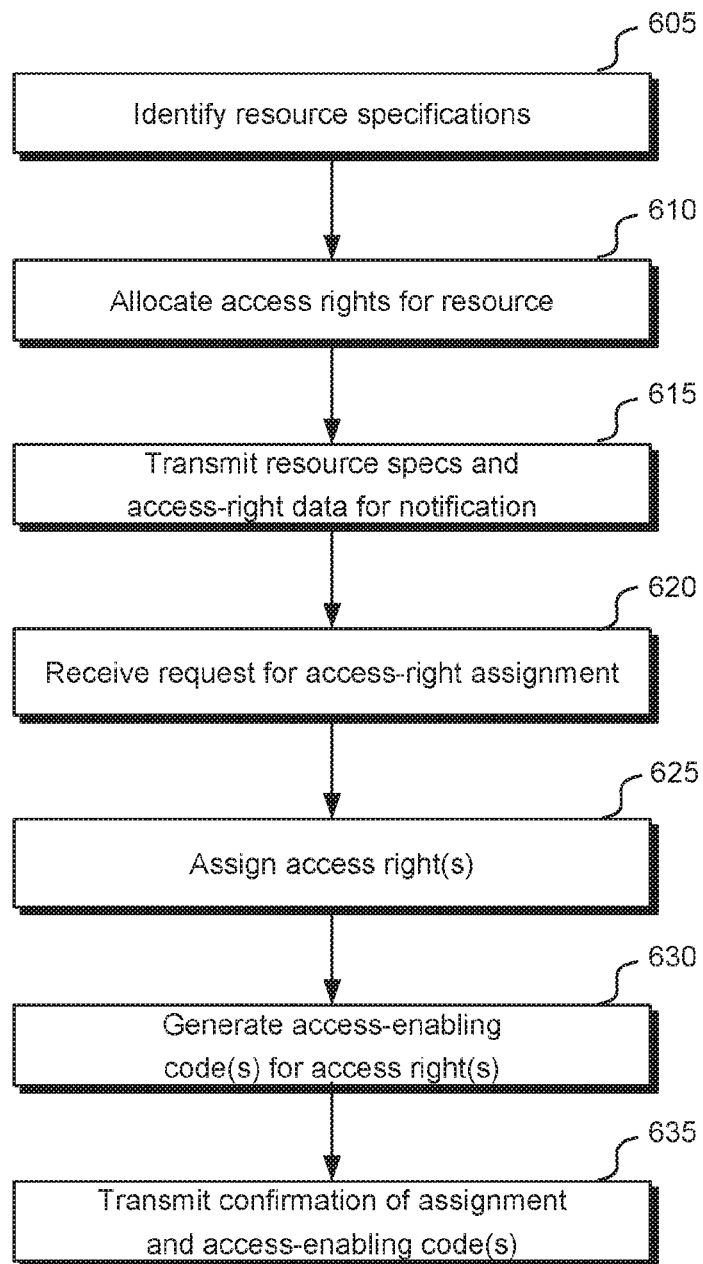 605
Identify resource specifications
610
Allocate access rights for resource
615
Transmit resource specs and
access-right data for notification
620
Receive request for access-right assignment
625
Assign access right(s)
630
Generate access-enabling
code(s) for access right(s)
635
Transmit confirmation of assignment
and access-enabling code(s)